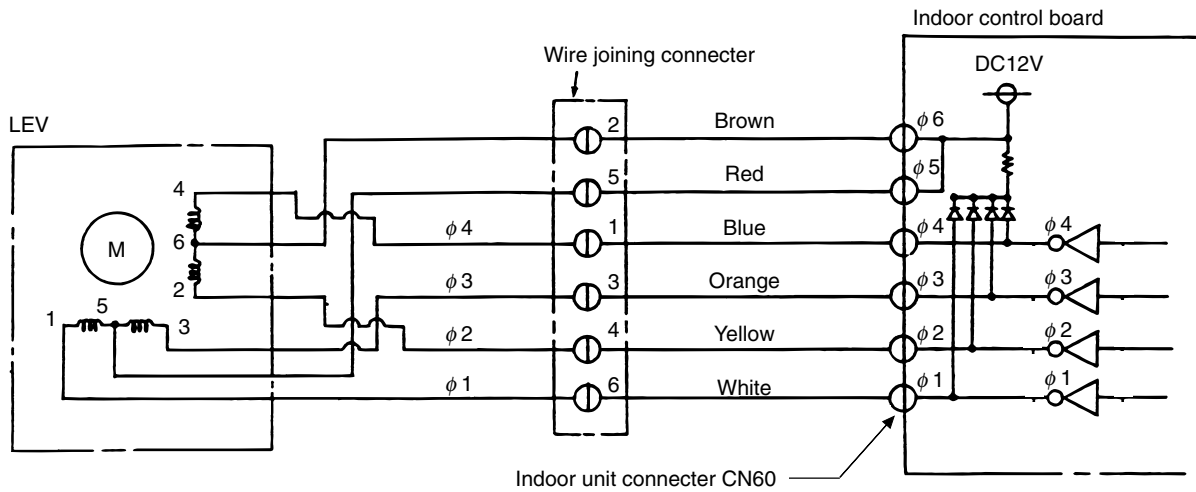 Indoor control board
Wire joining connecter
DC12V
LEV
2 Brown ϕ6
5 Red ϕ5
4
6
2
M
ϕ4 1 Blue ϕ4 ϕ4
ϕ3 3 Orange ϕ3 ϕ3
1 5 3
ϕ2 4 Yellow ϕ2 ϕ2
ϕ1 6 White ϕ1 ϕ1
Indoor unit connecter CN60